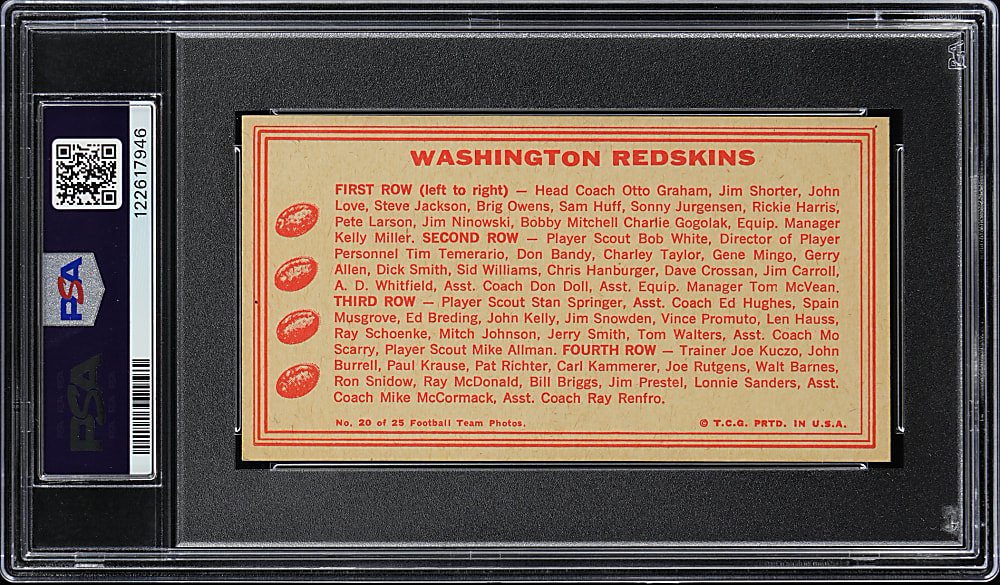 WASHINGTON REDSKINS
FIRST ROW (left to right) — Head Coach Otto Graham, Jim Shorter, John
Love, Steve Jackson, Brig Owens, Sam Huff, Sonny Jurgensen, Rickie Harris,
Pete Larson, Jim Ninowski, Bobby Mitchell Charlie Gogolak, Equip. Manager
Kelly Miller. SECOND ROW — Player Scout Bob White, Director of Player
Personnel Tim Temerario, Don Bandy, Charley Taylor, Gene Mingo, Gerry
Allen, Dick Smith, Sid Williams, Chris Hanburger, Dave Crossan, Jim Carroll,
A. D. Whitfield, Asst. Coach Don Doll, Asst. Equip. Manager Tom McVean.
THIRD ROW — Player Scout Stan Springer, Asst. Coach Ed Hughes, Spain
Musgrove, Ed Breding, John Kelly, Jim Snowden, Vince Promuto, Len Hauss,
Ray Schoenke, Mitch Johnson, Jerry Smith, Tom Walters, Asst. Coach Mo
Scarry, Player Scout Mike Allman. FOURTH ROW — Trainer Joe Kuczo, John
Burrell, Paul Krause, Pat Richter, Carl Kammerer, Joe Rutgens, Walt Barnes,
Ron Snidow, Ray McDonald, Bill Briggs, Jim Prestel, Lonnie Sanders, Asst.
Coach Mike McCormack, Asst. Coach Ray Renfro.
No. 20 of 25 Football Team Photos.
© T.C.G. PRTD. IN U.S.A.
122617946
PSA
PSA